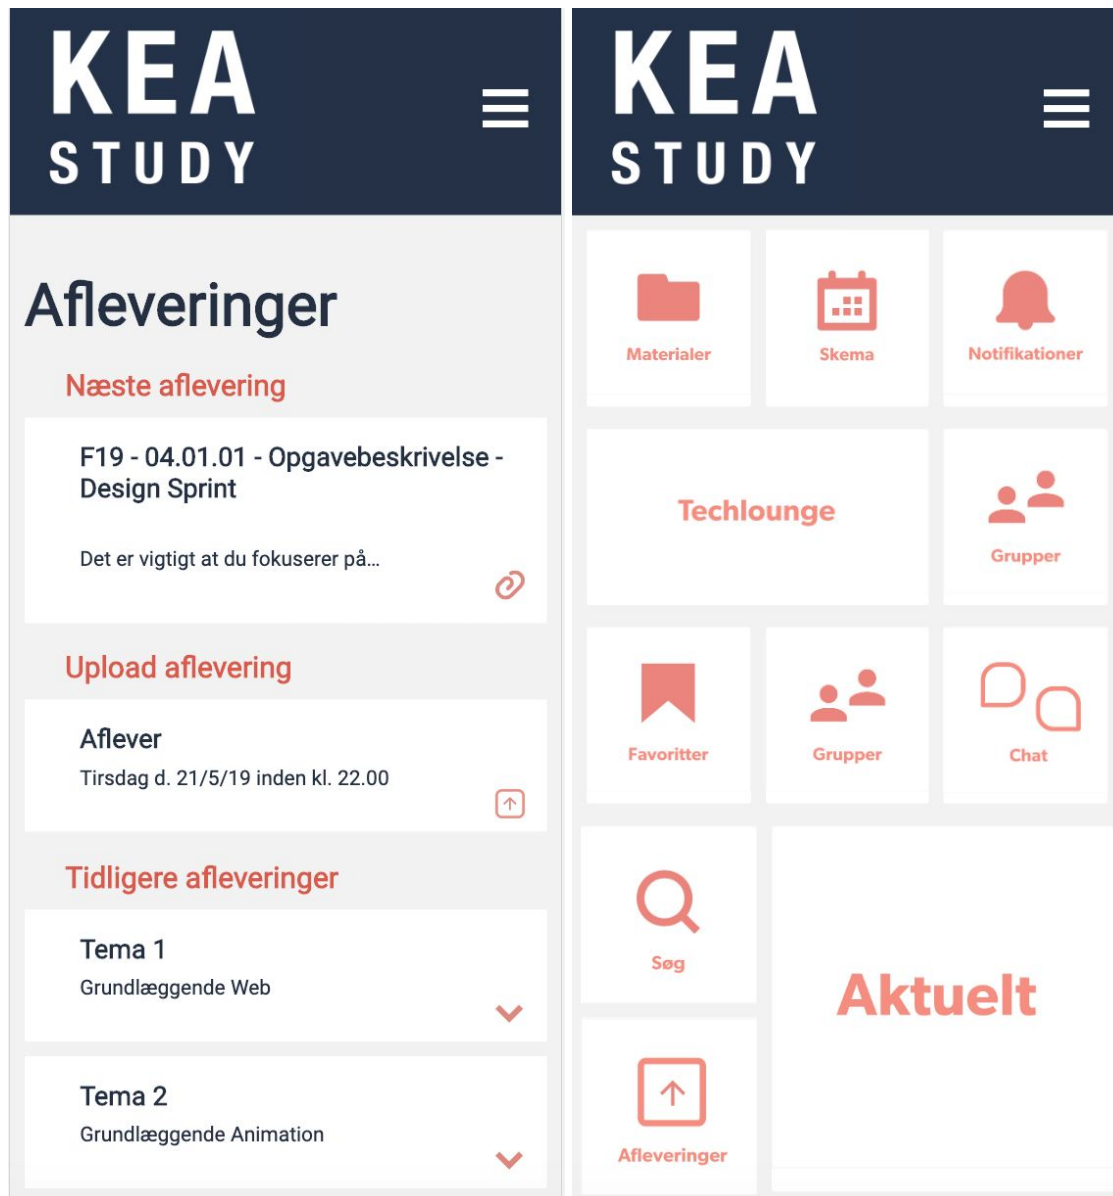 KEA
STUDY
Afleveringer
Næste aflevering
F19 - 04.01.01 - Opgavebeskrivelse -
Design Sprint
Det er vigtigt at du fokuserer på...
Upload aflevering
Aflever
Tirsdag d. 21/5/19 inden kl. 22.00
Tidligere afleveringer
Tema 1
Grundlæggende Web
Tema 2
Grundlæggende Animation
KEA
STUDY
Materialer
Skema
Notifikationer
Techlounge
Grupper
Favoritter
Grupper
Chat
Søg
Aktuelt
Afleveringer